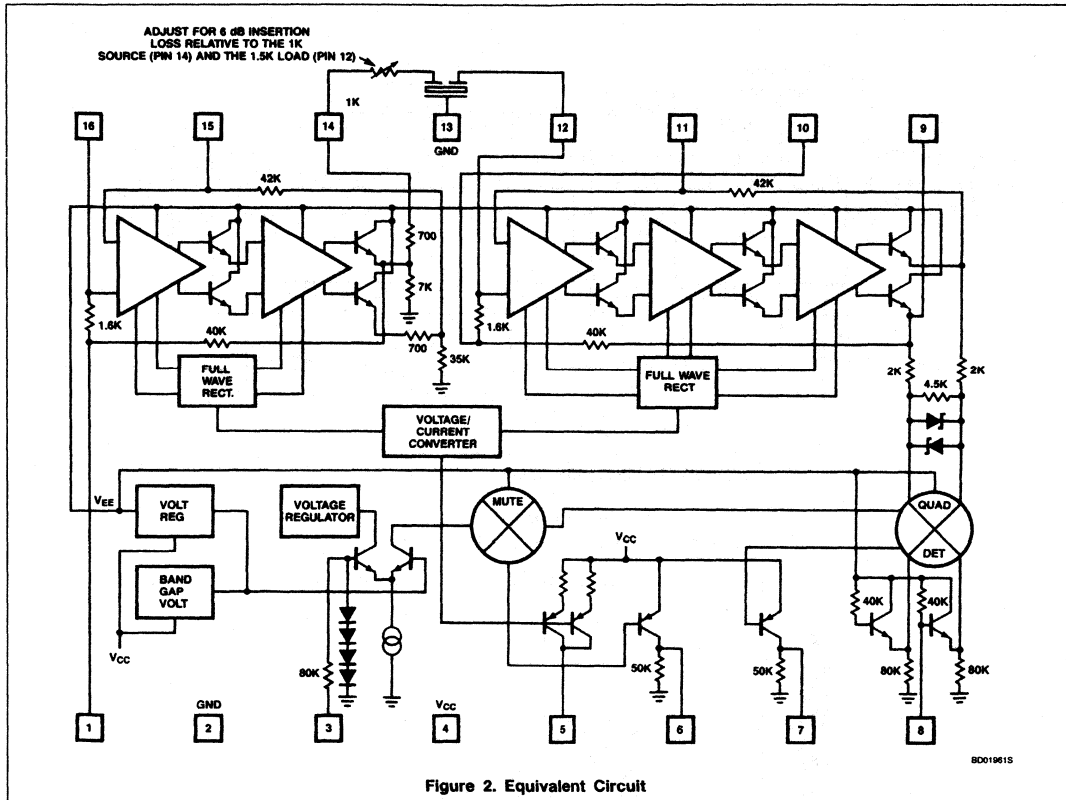 ADJUST FOR 6 dB INSERTION
LOSS RELATIVE TO THE 1K
SOURCE (PIN 14) AND THE 1.5K LOAD (PIN 12)
1K
16
15
14
13
12
11
10
9
GND
42K
42K
700
7K
1.6K
40K
700
35K
1.6K
40K
2K
2K
4.5K
FULL
WAVE
RECT.
FULL WAVE
RECT
VOLTAGE/
CURRENT
CONVERTER
VEE
VOLT
REG
VOLTAGE
REGULATOR
MUTE
QUAD
DET
VCC
BAND
GAP
VOLT
VCC
40K
40K
80K
50K
50K
80K
80K
GND
VCC
1
2
3
4
5
6
7
8
BD01961S
Figure 2. Equivalent Circuit